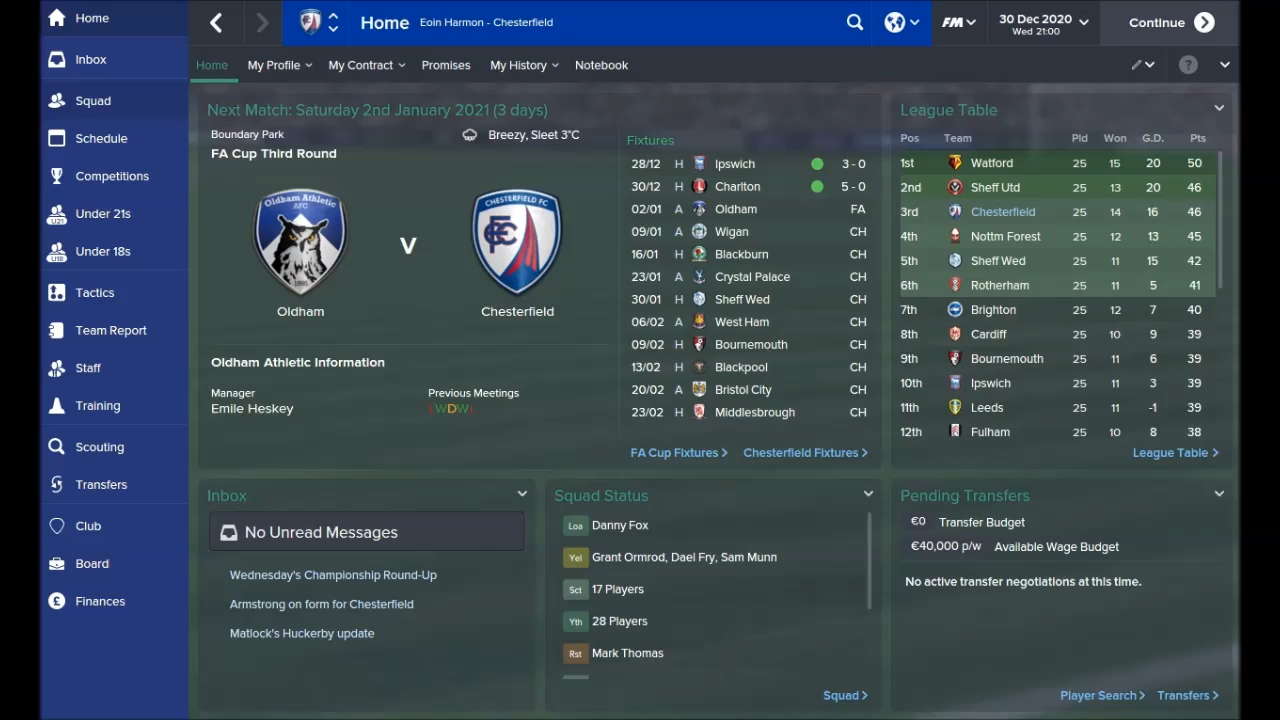 Home
Inbox
Squad
Schedule
Competitions
U21 Under 21s
U18 Under 18s
Tactics
Team Report
Staff
Training
Scouting
Transfers
Club
Board
£ Finances
Home Eoin Harmon - Chesterfield
FM
30 Dec 2020
Wed 21:00
Continue
Home My Profile My Contract Promises My History Notebook
?
Next Match: Saturday 2nd January 2021 (3 days)
Boundary Park
Breezy, Sleet 3°C
FA Cup Third Round
Oldham Athletic
AFC
CHESTERFIELD FC
V
Oldham
Chesterfield
Oldham Athletic Information
Manager
Emile Heskey
Previous Meetings
WDW
Fixtures
28/12 H Ipswich 3 - 0
30/12 H Charlton 5 - 0
02/01 A Oldham FA
09/01 A Wigan CH
16/01 H Blackburn CH
23/01 A Crystal Palace CH
30/01 H Sheff Wed CH
06/02 A West Ham CH
09/02 H Bournemouth CH
13/02 H Blackpool CH
20/02 A Bristol City CH
23/02 H Middlesbrough CH
FA Cup Fixtures > Chesterfield Fixtures >
League Table
Pos Team Pld Won G.D. Pts
1st Watford 25 15 20 50
2nd Sheff Utd 25 13 20 46
3rd Chesterfield 25 14 16 46
4th Nottm Forest 25 12 13 45
5th Sheff Wed 25 11 15 42
6th Rotherham 25 11 5 41
7th Brighton 25 12 7 40
8th Cardiff 25 10 9 39
9th Bournemouth 25 11 6 39
10th Ipswich 25 11 3 39
11th Leeds 25 11 -1 39
12th Fulham 25 10 8 38
League Table >
Inbox
No Unread Messages
Wednesday's Championship Round-Up
Armstrong on form for Chesterfield
Matlock's Huckerby update
Squad Status
Loa Danny Fox
Yel Grant Ormrod, Dael Fry, Sam Munn
Sct 17 Players
Yth 28 Players
Rst Mark Thomas
Squad >
Pending Transfers
€0 Transfer Budget
€40,000 p/w Available Wage Budget
No active transfer negotiations at this time.
Player Search > Transfers >